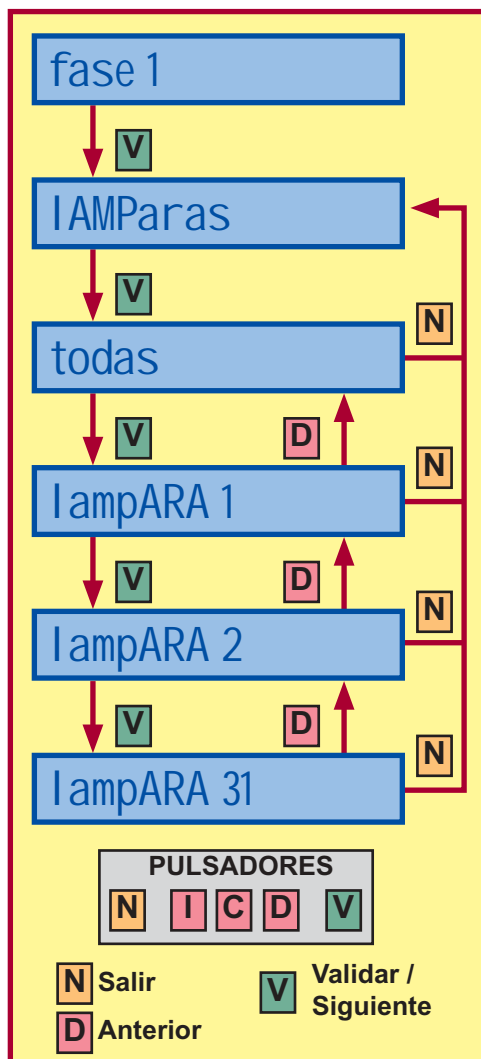 fase 1
V
lAMParas
V
todas
N
V
D
lampARA 1
N
V
D
lampARA 2
N
V
D
lampARA 31
N
PULSADORES
N I C D V
N Salir
V Validar /
Siguiente
D Anterior